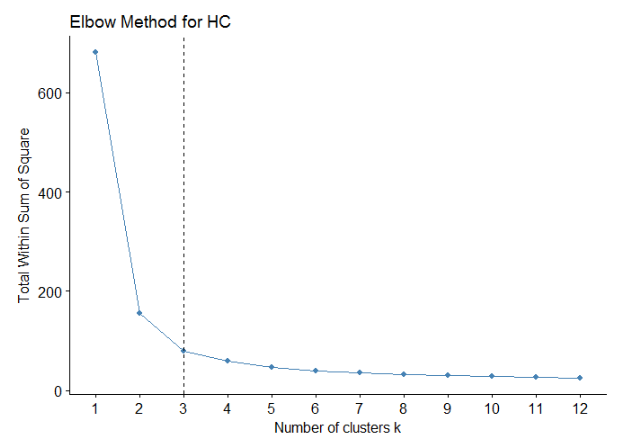 Elbow Method for HC
Total Within Sum of Square
600
400
200
0
1 2 3 4 5 6 7 8 9 10 11 12
Number of clusters k